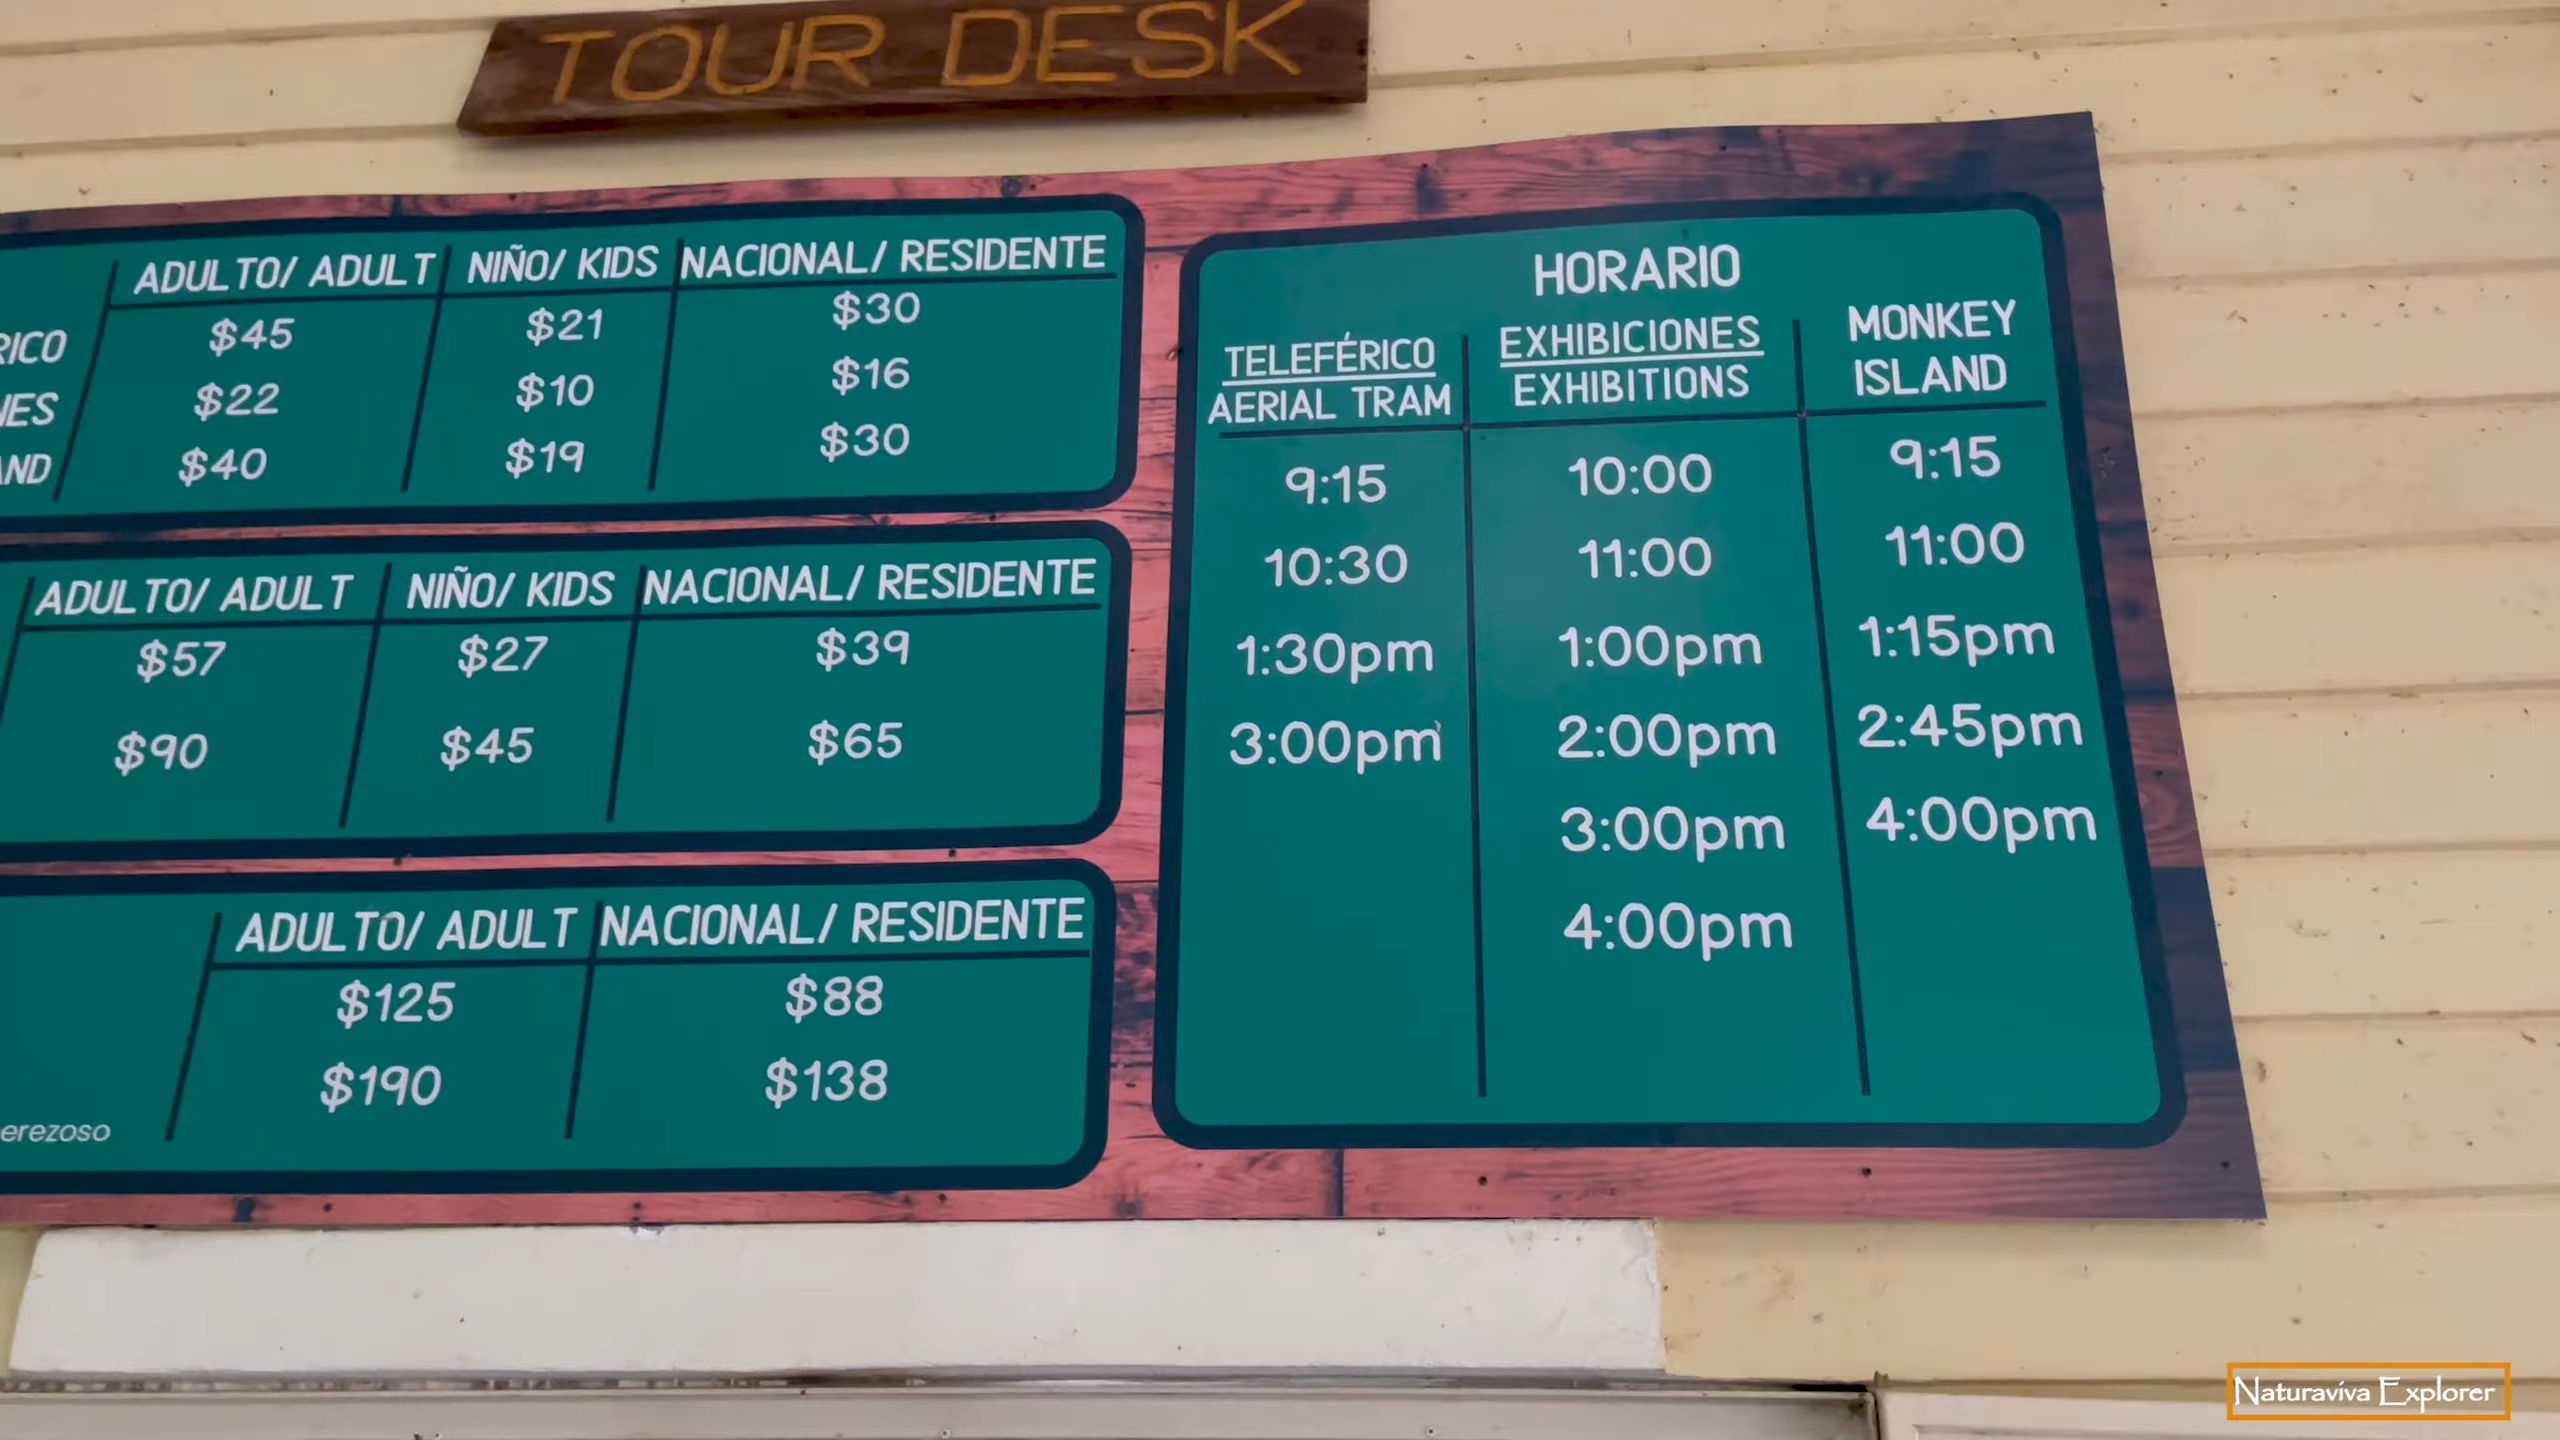 TOUR DESK
ADULTO/ ADULT NIÑO/ KIDS NACIONAL/ RESIDENTE
RICO $45 $21 $30
NES $22 $10 $16
AND $40 $19 $30
ADULTO/ ADULT NIÑO/ KIDS NACIONAL/ RESIDENTE
$57 $27 $39
$90 $45 $65
ADULTO/ ADULT NACIONAL/ RESIDENTE
$125 $88
$190 $138
erezoso
HORARIO
TELEFÉRICO
AERIAL TRAM
EXHIBICIONES
EXHIBITIONS
MONKEY
ISLAND
9:15 10:00 9:15
10:30 11:00 11:00
1:30pm 1:00pm 1:15pm
3:00pm 2:00pm 2:45pm
3:00pm 4:00pm
4:00pm
Naturaviva Explorer